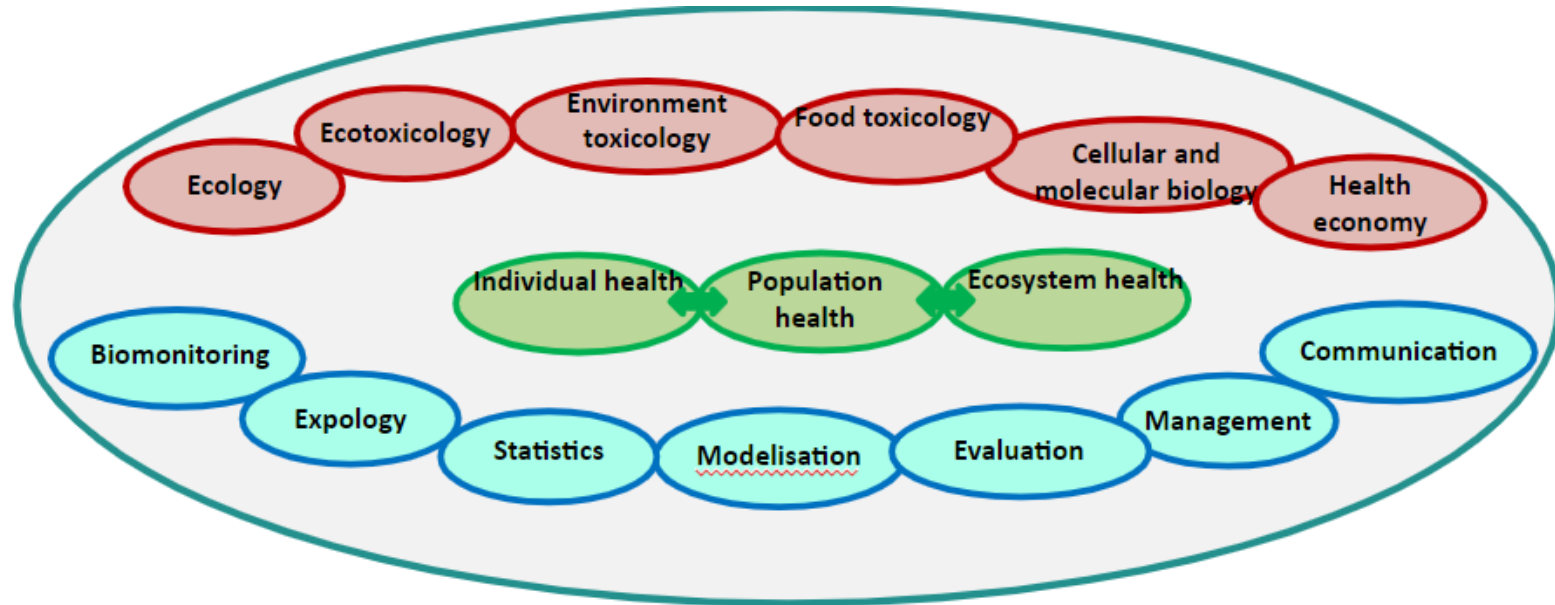 Environment
toxicology
Food toxicology
Ecotoxicology
Cellular and
molecular biology
Ecology
Health
economy
Individual health
Population
health
Ecosystem health
Biomonitoring
Communication
Expology
Management
Statistics
Modelisation
Evaluation